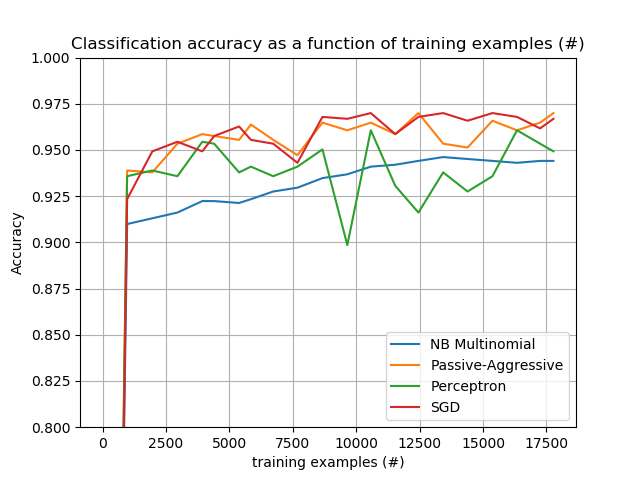 Classification accuracy as a function of training examples (#)
1.000
0.975
0.950
0.925
0.900
0.875
0.850
0.825
0.800
Accuracy
NB Multinomial
Passive-Aggressive
Perceptron
SGD
0 2500 5000 7500 10000 12500 15000 17500
training examples (#)